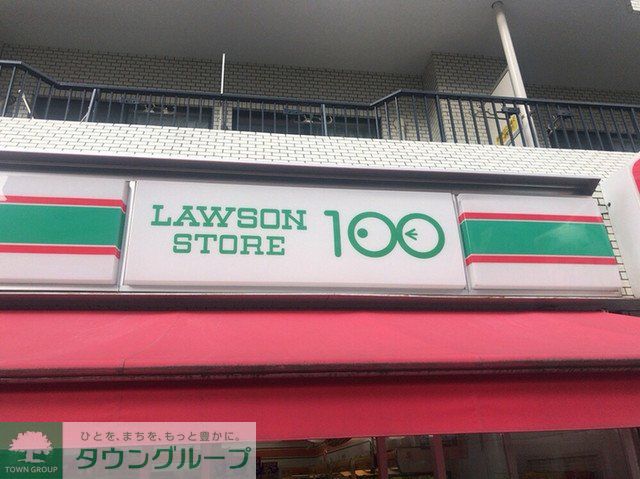 LAWSON
STORE
100
ひとを、まちを、もっと豊かに。
タウングループ
TOWN GROUP